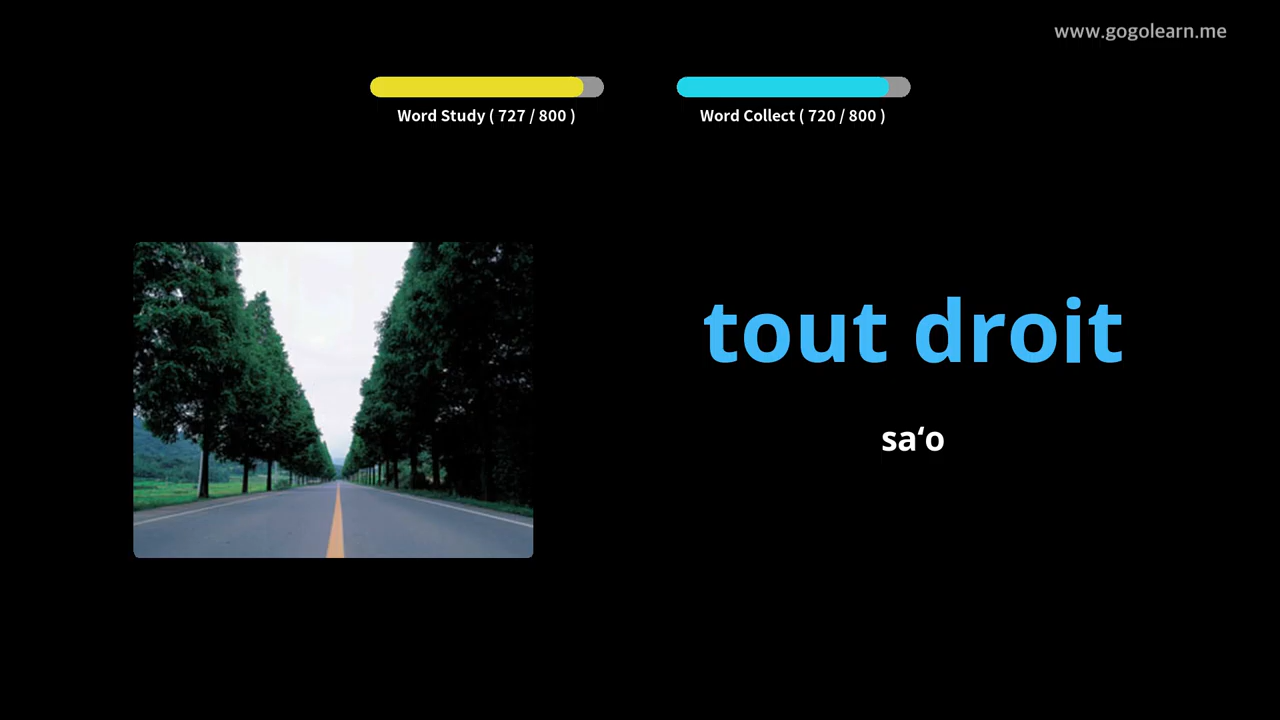 www.gogolearn.me
Word Study ( 727 / 800 )
Word Collect ( 720 / 800 )
tout droit
sa‘o